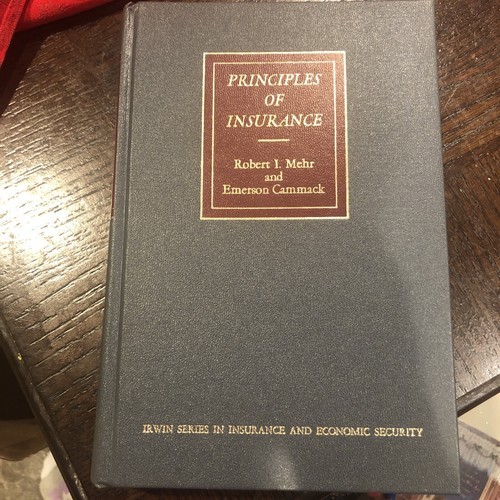 PRINCIPLES
OF
INSURANCE
Robert I. Mehr
and
Emerson Cammack
IRWIN SERIES IN INSURANCE AND ECONOMIC SECURITY